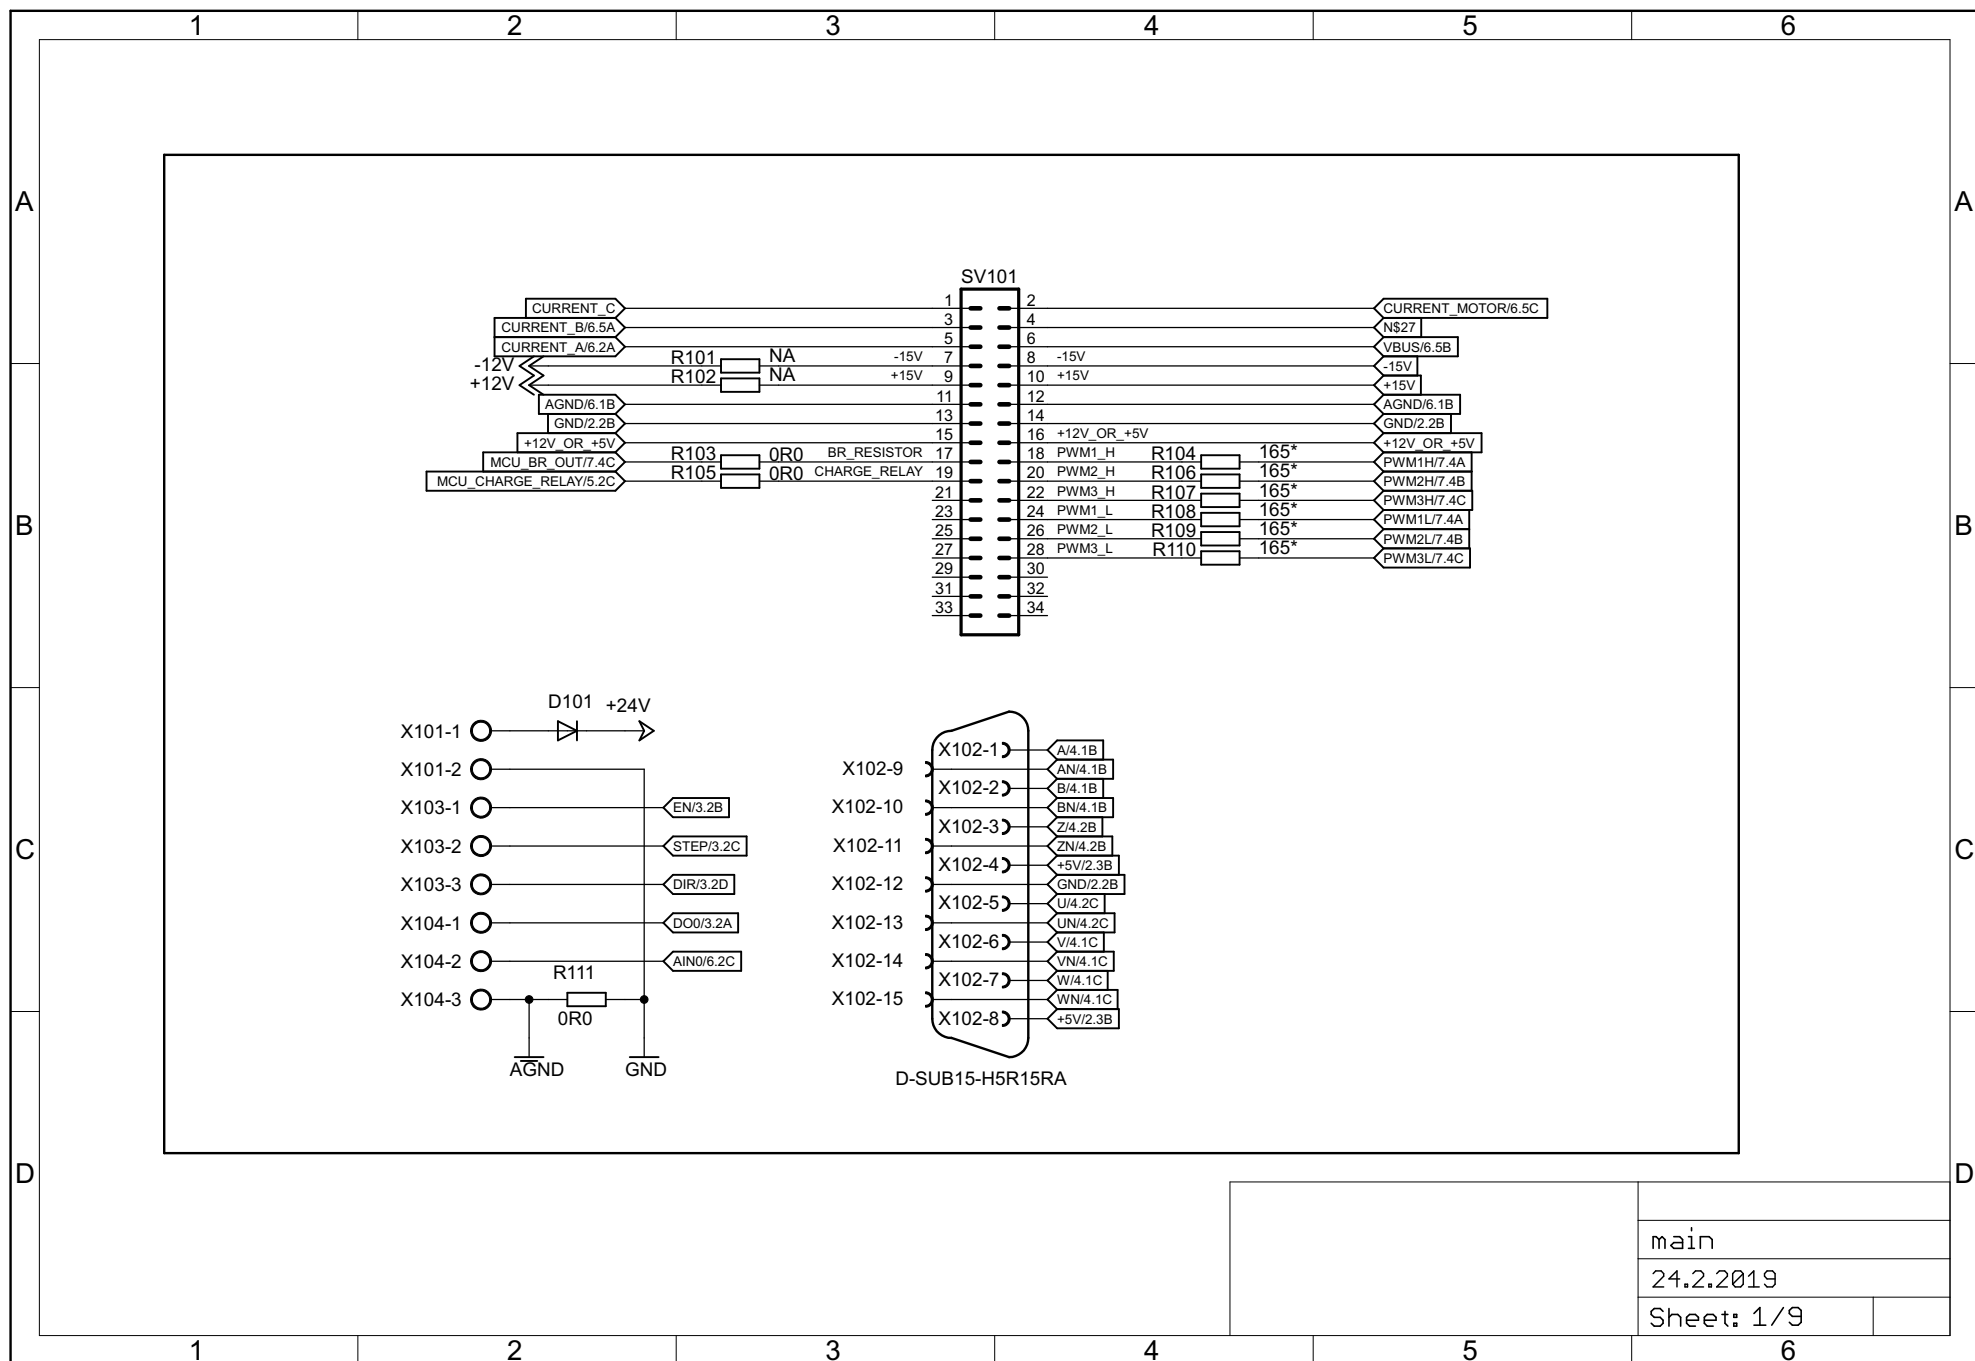 1 2 3 4 5 6
A A
SV101
CURRENT_C 1 2 CURRENT_MOTOR/6.5C
CURRENT_B/6.5A 3 4 N$27
CURRENT_A/6.2A 5 6 VBUS/6.5B
-12V R101 NA -15V 7 8 -15V -15V
+12V R102 NA +15V 9 10 +15V +15V
AGND/6.1B 11 12 AGND/6.1B
GND/2.2B 13 14 GND/2.2B
+12V_OR_+5V 15 16 +12V_OR_+5V +12V_OR_+5V
MCU_BR_OUT/7.4C R103 0R0 BR_RESISTOR 17 18 PWM1_H R104 165* PWM1H/7.4A
MCU_CHARGE_RELAY/5.2C R105 0R0 CHARGE_RELAY 19 20 PWM2_H R106 165* PWM2H/7.4B
21 22 PWM3_H R107 165* PWM3H/7.4C
23 24 PWM1_L R108 165* PWM1L/7.4A
B B
25 26 PWM2_L R109 165* PWM2L/7.4B
27 28 PWM3_L R110 165* PWM3L/7.4C
29 30
31 32
33 34
D101 +24V
X101-1
X102-1 A/4.1B
X101-2 X102-9 AN/4.1B
X102-2 B/4.1B
X103-1 EN/3.2B X102-10 BN/4.1B
X102-3 Z/4.2B
C X103-2 STEP/3.2C X102-11 ZN/4.2B C
X102-4 +5V/2.3B
X103-3 DIR/3.2D X102-12 GND/2.2B
X102-5 U/4.2C
X104-1 DO0/3.2A X102-13 UN/4.2C
X102-6 V/4.1C
X104-2 AIN0/6.2C X102-14 VN/4.1C
R111 X102-7 W/4.1C
X104-3 X102-15 WN/4.1C
0R0 X102-8 +5V/2.3B
AGND GND
D-SUB15-H5R15RA
D D
main
24.2.2019
Sheet: 1/9
1 2 3 4 5 6